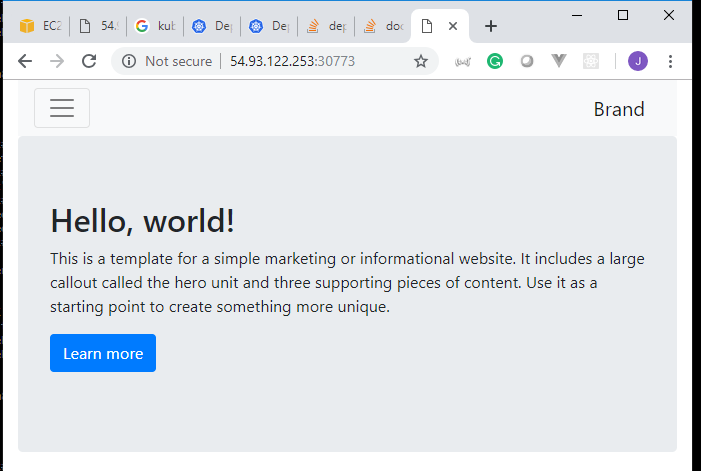 EC2
54.9
kub
Dep
Dep
dep
doc
Not secure | 54.93.122.253:30773
J
Brand
Hello, world!
This is a template for a simple marketing or informational website. It includes a large
callout called the hero unit and three supporting pieces of content. Use it as a
starting point to create something more unique.
Learn more